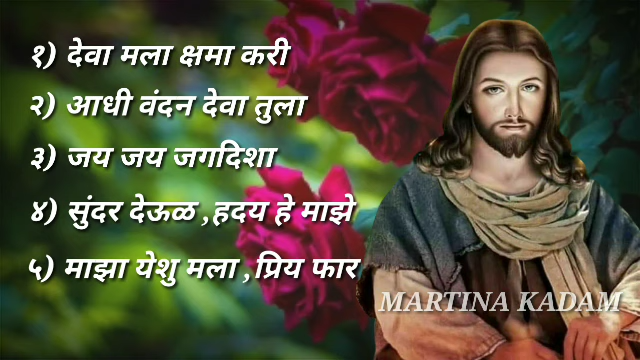 १) देवा मला क्षमा करी
२) आधी वंदन देवा तुला
३) जय जय जगदिशा
४) सुंदर देऊळ ,हदय हे माझे
५) माझा येशु मला ,प्रिय फार
MARTINA KADAM